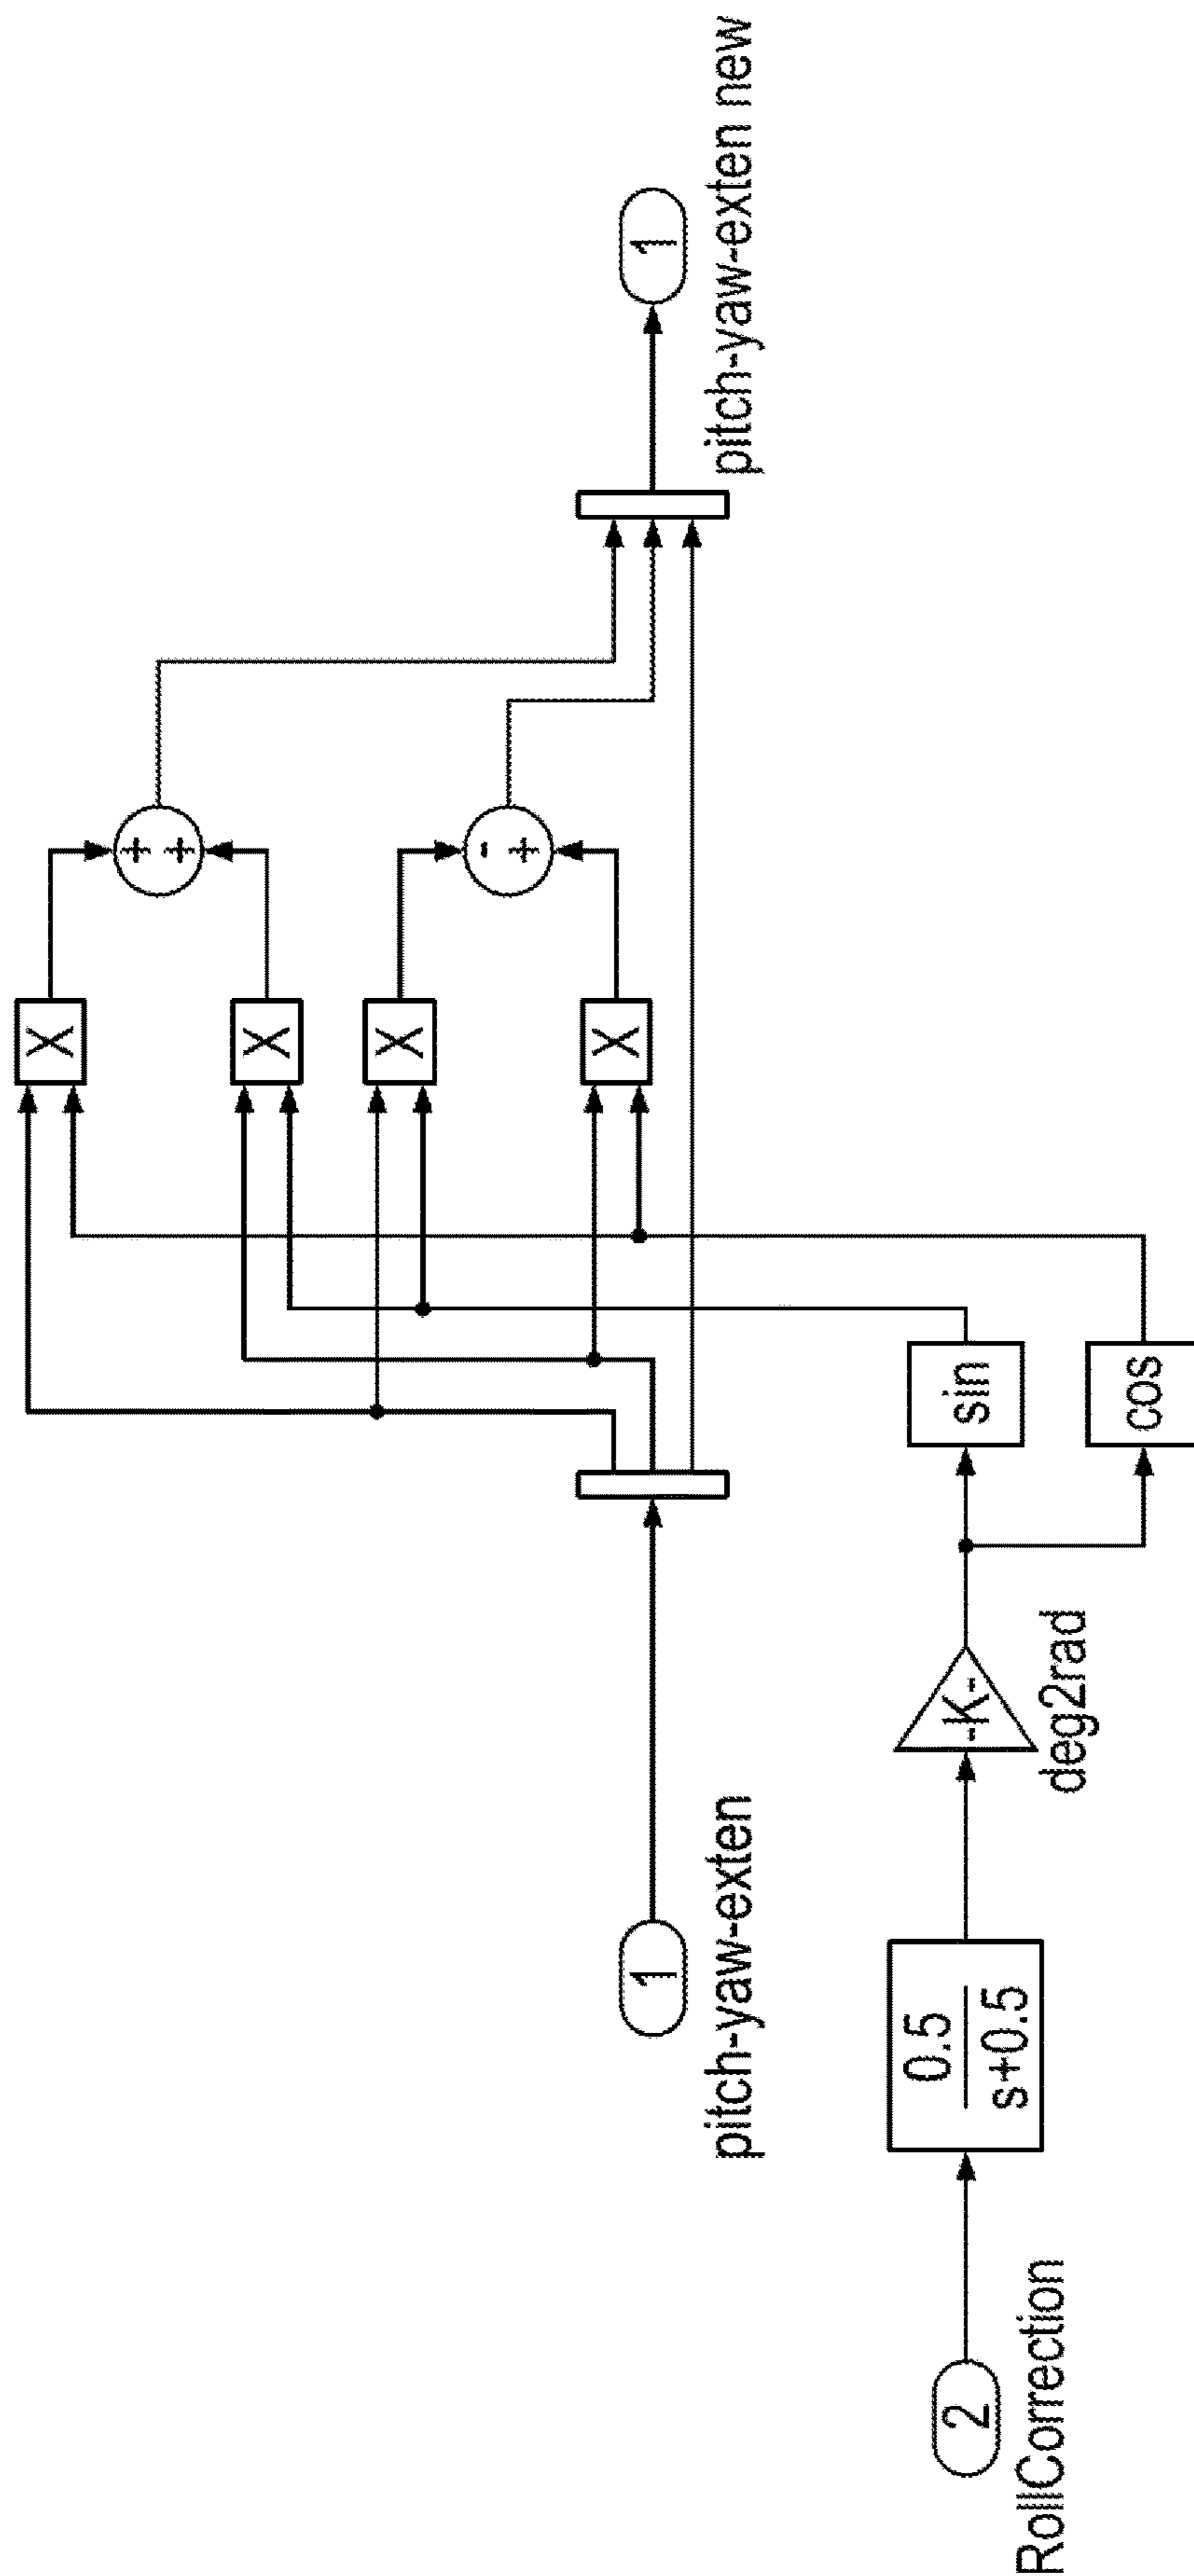 X
+
+
X
X
-
+
X
1
pitch-yaw-exten new
1
pitch-yaw-exten
sin
cos
2
RollCorrection
0.5
s+0.5
-K-
deg2rad